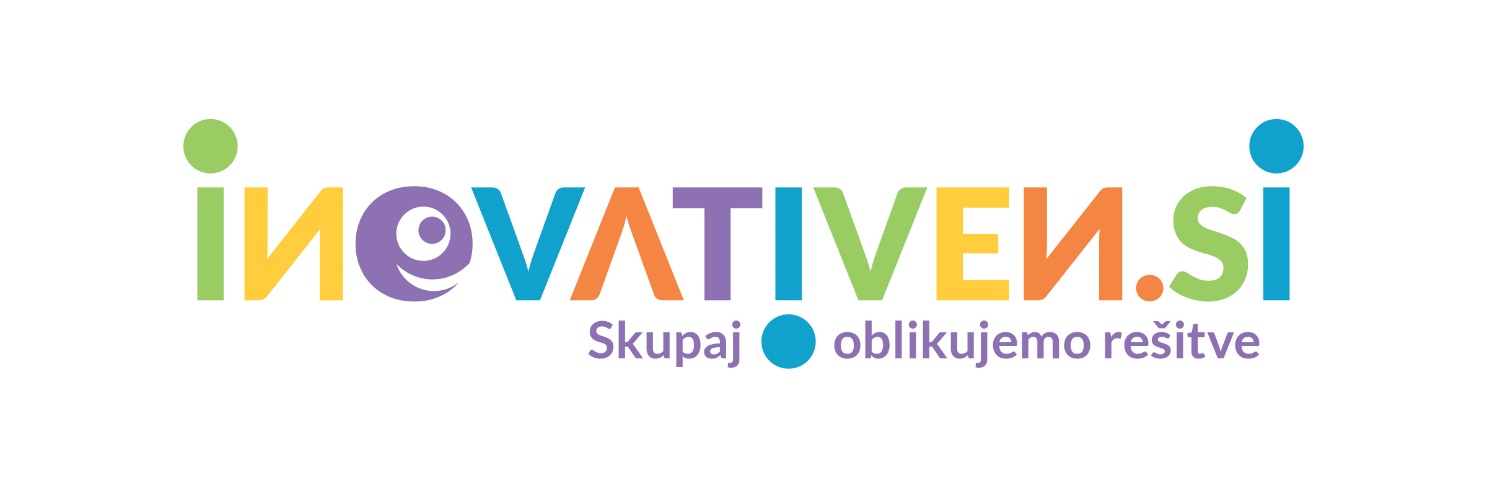 iNOVATIVEN.Si
Skupaj oblikujemo rešitve